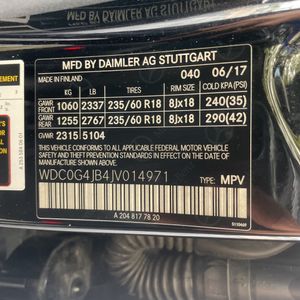 MFD BY DAIMLER AG STUTTGART
MADE IN FINLAND 040 06/17
KG LB TIRES RIM SIZE COLD KPA(PSI)
GAWR FRONT 1060 2337 235/60 R18 8Jx18 240(35)
GAWR REAR 1255 2767 235/60 R18 8Jx18 290(42)
GVWR 2315 5104
THIS VEHICLE CONFORMS TO ALL
APPLICABLE FEDERAL MOTOR VEHICLE
SAFETY STANDARDS IN EFFECT ON THE
DATE OF MANUFACTURE SHOWN ABOVE.
WDC0G4JB4JV014971 TYPE: MPV
A 204 817 78 20